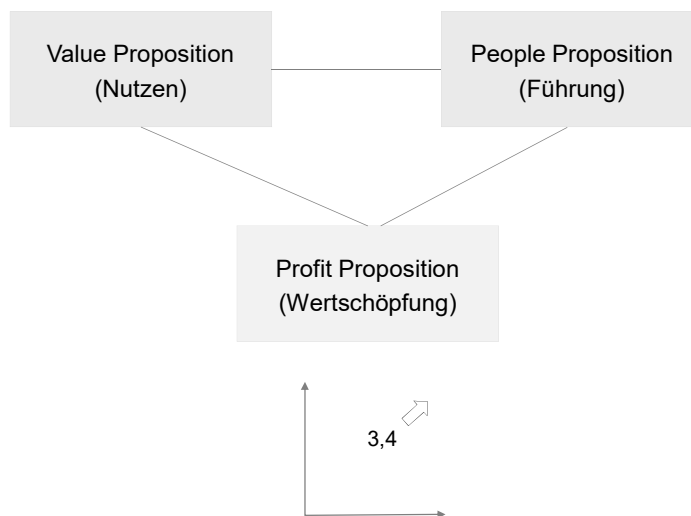 Value Proposition
(Nutzen)
People Proposition
(Führung)
Profit Proposition
(Wertschöpfung)
3,4